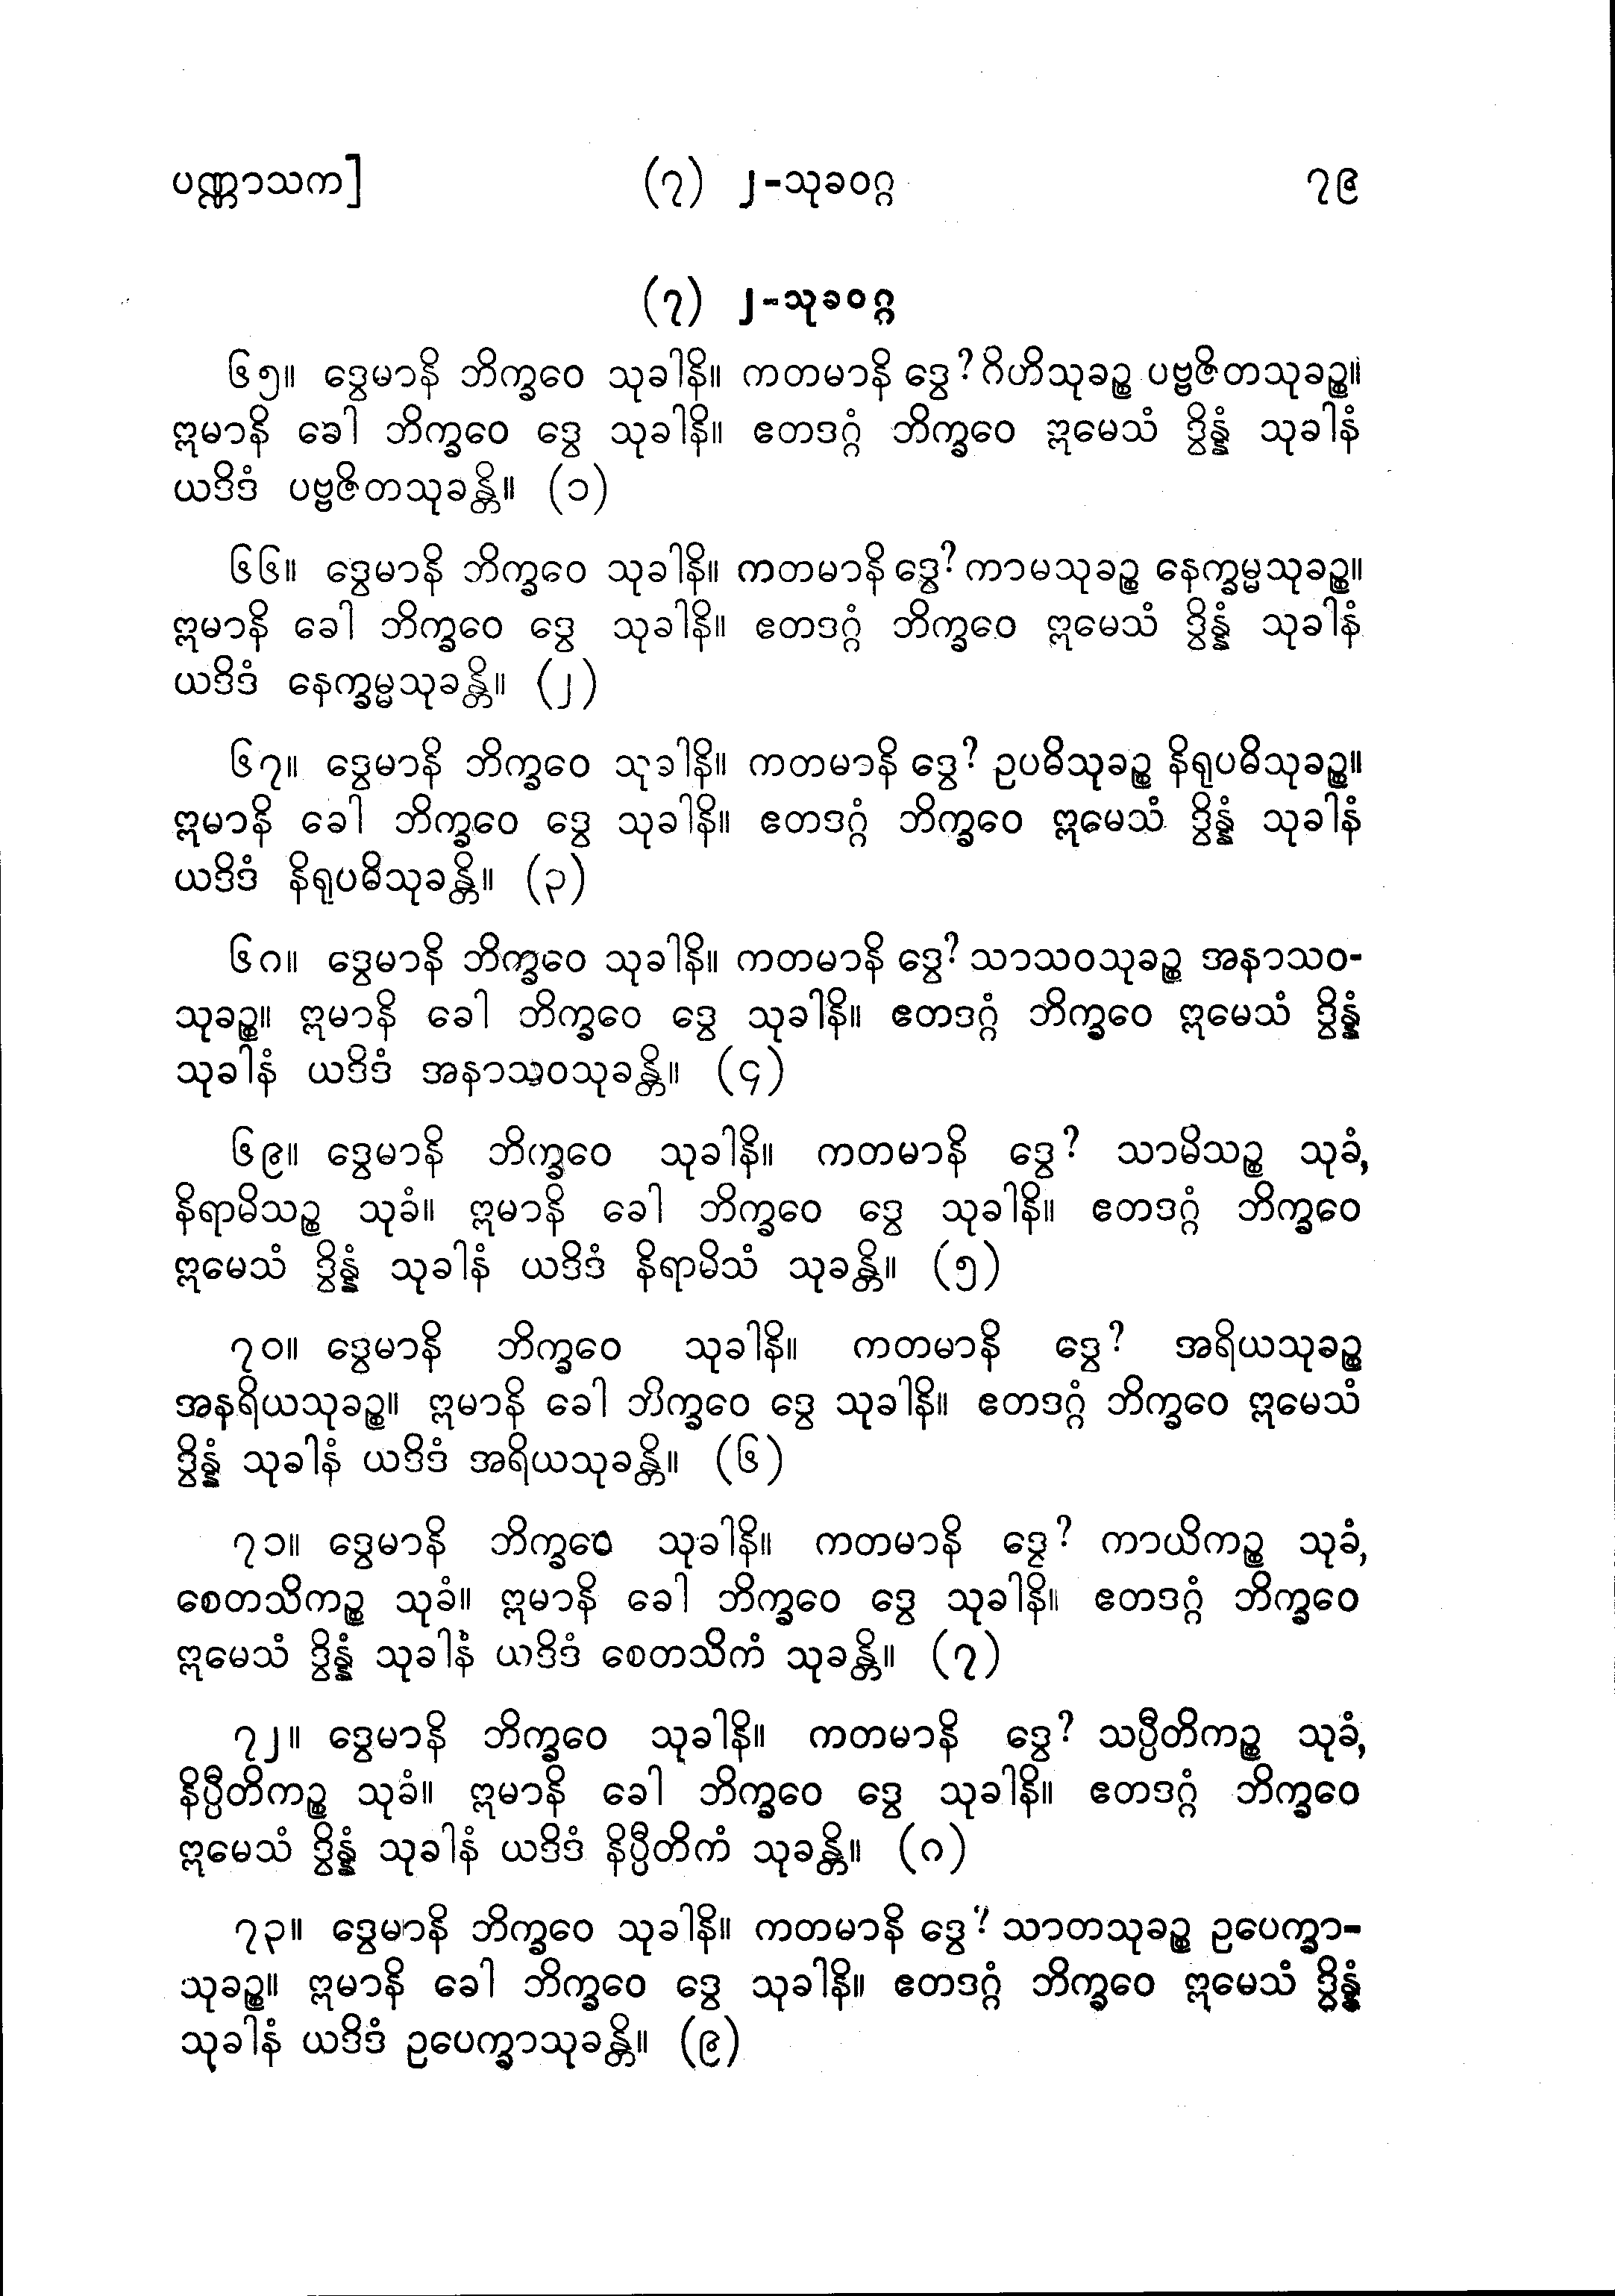 ပဏ္ဏာသက] (၇) ၂-သုခဝဂ္ဂ ၇၉
(၇) ၂-သုခဝဂ္ဂ
၆၅။ ဒွေမာနိ ဘိက္ခဝေ သုခါနိ။ ကတမာနိ ဒွေ? ဂိဟိသုခဉ္စ ပဗ္ဗဇိတသုခဉ္စ။
ဣမာနိ ခေါ ဘိက္ခဝေ ဒွေ သုခါနိ။ ဧတဒဂ္ဂံ ဘိက္ခဝေ ဣမေသံ ဒွိန္နံ သုခါနံ
ယဒိဒံ ပဗ္ဗဇိတသုခန္တိ။ (၁)
၆၆။ ဒွေမာနိ ဘိက္ခဝေ သုခါနိ။ ကတမာနိ ဒွေ? ကာမသုခဉ္စ နေက္ခမ္မသုခဉ္စ။
ဣမာနိ ခေါ ဘိက္ခဝေ ဒွေ သုခါနိ။ ဧတဒဂ္ဂံ ဘိက္ခဝေ ဣမေသံ ဒွိန္နံ သုခါနံ
ယဒိဒံ နေက္ခမ္မသုခန္တိ။ (၂)
၆၇။ ဒွေမာနိ ဘိက္ခဝေ သုခါနိ။ ကတမာနိ ဒွေ? ဥပဓိသုခဉ္စ နိရုပဓိသုခဉ္စ။
ဣမာနိ ခေါ ဘိက္ခဝေ ဒွေ သုခါနိ။ ဧတဒဂ္ဂံ ဘိက္ခဝေ ဣမေသံ ဒွိန္နံ သုခါနံ
ယဒိဒံ နိရုပဓိသုခန္တိ။ (၃)
၆၈။ ဒွေမာနိ ဘိက္ခဝေ သုခါနိ။ ကတမာနိ ဒွေ? သာသဝသုခဉ္စ အနာသဝ-
သုခဉ္စ။ ဣမာနိ ခေါ ဘိက္ခဝေ ဒွေ သုခါနိ။ ဧတဒဂ္ဂံ ဘိက္ခဝေ ဣမေသံ ဒွိန္နံ
သုခါနံ ယဒိဒံ အနာသဝသုခန္တိ။ (၄)
၆၉။ ဒွေမာနိ ဘိက္ခဝေ သုခါနိ။ ကတမာနိ ဒွေ? သာမိသဉ္စ သုခံ,
နိရာမိသဉ္စ သုခံ။ ဣမာနိ ခေါ ဘိက္ခဝေ ဒွေ သုခါနိ။ ဧတဒဂ္ဂံ ဘိက္ခဝေ
ဣမေသံ ဒွိန္နံ သုခါနံ ယဒိဒံ နိရာမိသံ သုခန္တိ။ (၅)
၇၀။ ဒွေမာနိ ဘိက္ခဝေ သုခါနိ။ ကတမာနိ ဒွေ? အရိယသုခဉ္စ
အနရိယသုခဉ္စ။ ဣမာနိ ခေါ ဘိက္ခဝေ ဒွေ သုခါနိ။ ဧတဒဂ္ဂံ ဘိက္ခဝေ ဣမေသံ
ဒွိန္နံ သုခါနံ ယဒိဒံ အရိယသုခန္တိ။ (၆)
၇၁။ ဒွေမာနိ ဘိက္ခဝေ သုခါနိ။ ကတမာနိ ဒွေ? ကာယိကဉ္စ သုခံ,
စေတသိကဉ္စ သုခံ။ ဣမာနိ ခေါ ဘိက္ခဝေ ဒွေ သုခါနိ။ ဧတဒဂ္ဂံ ဘိက္ခဝေ
ဣမေသံ ဒွိန္နံ သုခါနံ ယဒိဒံ စေတသိကံ သုခန္တိ။ (၇)
၇၂။ ဒွေမာနိ ဘိက္ခဝေ သုခါနိ။ ကတမာနိ ဒွေ? သပ္ပီတိကဉ္စ သုခံ,
နိပ္ပီတိကဉ္စ သုခံ။ ဣမာနိ ခေါ ဘိက္ခဝေ ဒွေ သုခါနိ။ ဧတဒဂ္ဂံ ဘိက္ခဝေ
ဣမေသံ ဒွိန္နံ သုခါနံ ယဒိဒံ နိပ္ပီတိကံ သုခန္တိ။ (၈)
၇၃။ ဒွေမာနိ ဘိက္ခဝေ သုခါနိ။ ကတမာနိ ဒွေ? သာတသုခဉ္စ ဥပေက္ခာ-
သုခဉ္စ။ ဣမာနိ ခေါ ဘိက္ခဝေ ဒွေ သုခါနိ။ ဧတဒဂ္ဂံ ဘိက္ခဝေ ဣမေသံ ဒွိန္နံ
သုခါနံ ယဒိဒံ ဥပေက္ခာသုခန္တိ။ (၉)